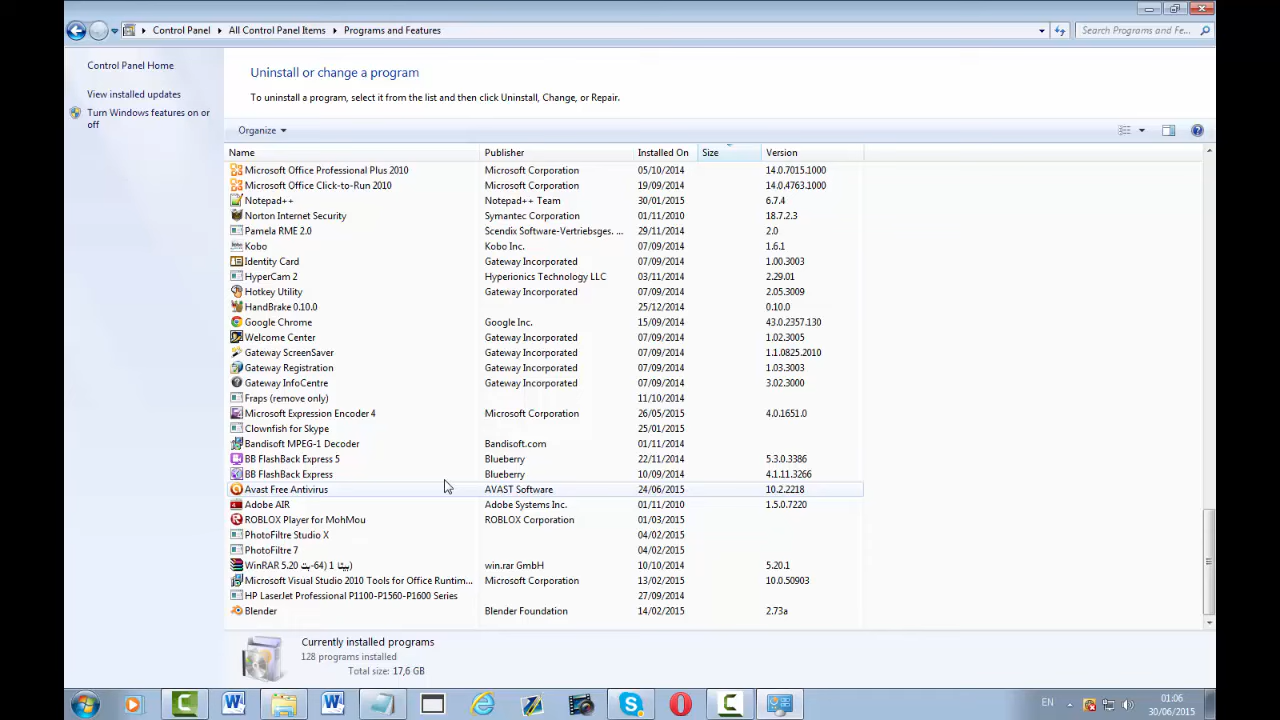 Control Panel All Control Panel Items Programs and Features Search Programs and Fe...
Control Panel Home
View installed updates
Turn Windows features on or
off
Uninstall or change a program
To uninstall a program, select it from the list and then click Uninstall, Change, or Repair.
Organize
Name Publisher Installed On Size Version
Microsoft Office Professional Plus 2010 Microsoft Corporation 05/10/2014 14.0.7015.1000
Microsoft Office Click-to-Run 2010 Microsoft Corporation 19/09/2014 14.0.4763.1000
Notepad++ Notepad++ Team 30/01/2015 6.7.4
Norton Internet Security Symantec Corporation 01/11/2010 18.7.2.3
Pamela RME 2.0 Scendix Software-Vertriebsges. ... 29/11/2014 2.0
Kobo Kobo Inc. 07/09/2014 1.6.1
Identity Card Gateway Incorporated 07/09/2014 1.00.3003
HyperCam 2 Hyperionics Technology LLC 03/11/2014 2.29.01
Hotkey Utility Gateway Incorporated 07/09/2014 2.05.3009
HandBrake 0.10.0 25/12/2014 0.10.0
Google Chrome Google Inc. 15/09/2014 43.0.2357.130
Welcome Center Gateway Incorporated 07/09/2014 1.02.3005
Gateway ScreenSaver Gateway Incorporated 07/09/2014 1.1.0825.2010
Gateway Registration Gateway Incorporated 07/09/2014 1.03.3003
Gateway InfoCentre Gateway Incorporated 07/09/2014 3.02.3000
Fraps (remove only) 11/10/2014
Microsoft Expression Encoder 4 Microsoft Corporation 26/05/2015 4.0.1651.0
Clownfish for Skype 25/01/2015
Bandisoft MPEG-1 Decoder Bandisoft.com 01/11/2014
BB FlashBack Express 5 Blueberry 22/11/2014 5.3.0.3386
BB FlashBack Express Blueberry 10/09/2014 4.1.11.3266
Avast Free Antivirus AVAST Software 24/06/2015 10.2.2218
Adobe AIR Adobe Systems Inc. 01/11/2010 1.5.0.7220
ROBLOX Player for MohMou ROBLOX Corporation 01/03/2015
PhotoFiltre Studio X 04/02/2015
PhotoFiltre 7 04/02/2015
WinRAR 5.20 بيتا 1 (64-بت) win.rar GmbH 10/10/2014 5.20.1
Microsoft Visual Studio 2010 Tools for Office Runtim... Microsoft Corporation 13/02/2015 10.0.50903
HP LaserJet Professional P1100-P1560-P1600 Series 27/09/2014
Blender Blender Foundation 14/02/2015 2.73a
Currently installed programs
128 programs installed
Total size: 17,6 GB
EN 01:06
30/06/2015